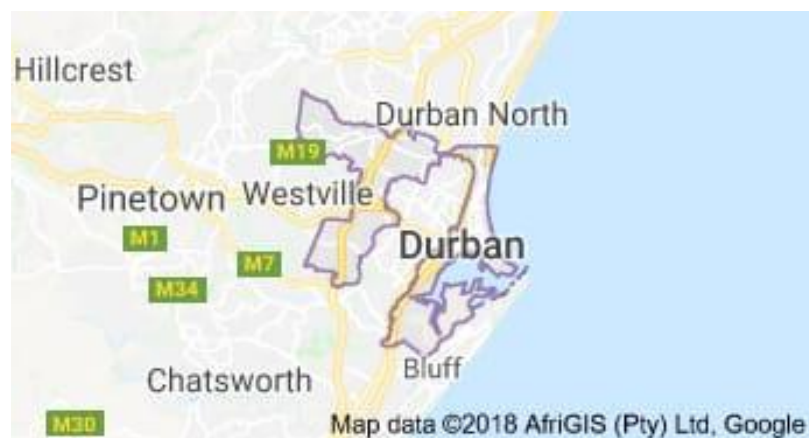 Hillcrest
Durban North
M19
Pinetown
Westville
M1
Durban
M7
M34
Bluff
Chatsworth
M30
Map data ©2018 AfriGIS (Pty) Ltd, Google